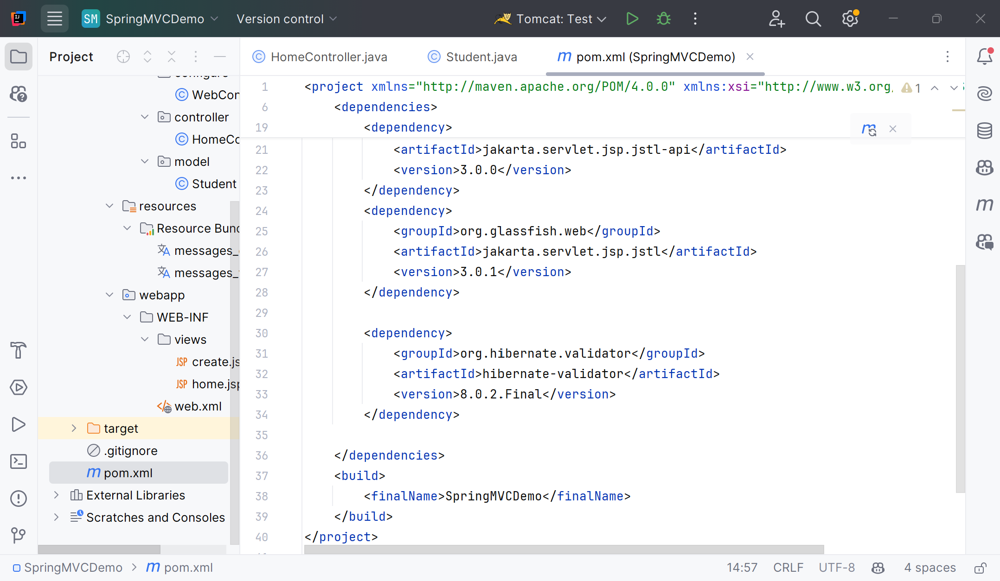 SM SpringMVCDemo Version control Tomcat: Test
Project
WebCon
controller
HomeCo
model
Student
resources
Resource Bund
messages_
messages_
webapp
WEB-INF
views
JSP create.js
JSP home.jsp
web.xml
target
.gitignore
m pom.xml
External Libraries
Scratches and Consoles
HomeController.java Student.java m pom.xml (SpringMVCDemo)
1 <project xmlns="http://maven.apache.org/POM/4.0.0" xmlns:xsi="http://www.w3.org/ 1
6 <dependencies>
19 <dependency>
21 <artifactId>jakarta.servlet.jsp.jstl-api</artifactId>
22 <version>3.0.0</version>
23 </dependency>
24 <dependency>
25 <groupId>org.glassfish.web</groupId>
26 <artifactId>jakarta.servlet.jsp.jstl</artifactId>
27 <version>3.0.1</version>
28 </dependency>
29
30 <dependency>
31 <groupId>org.hibernate.validator</groupId>
32 <artifactId>hibernate-validator</artifactId>
33 <version>8.0.2.Final</version>
34 </dependency>
35
36 </dependencies>
37 <build>
38 <finalName>SpringMVCDemo</finalName>
39 </build>
40 </project>
SpringMVCDemo > m pom.xml 14:57 CRLF UTF-8 4 spaces